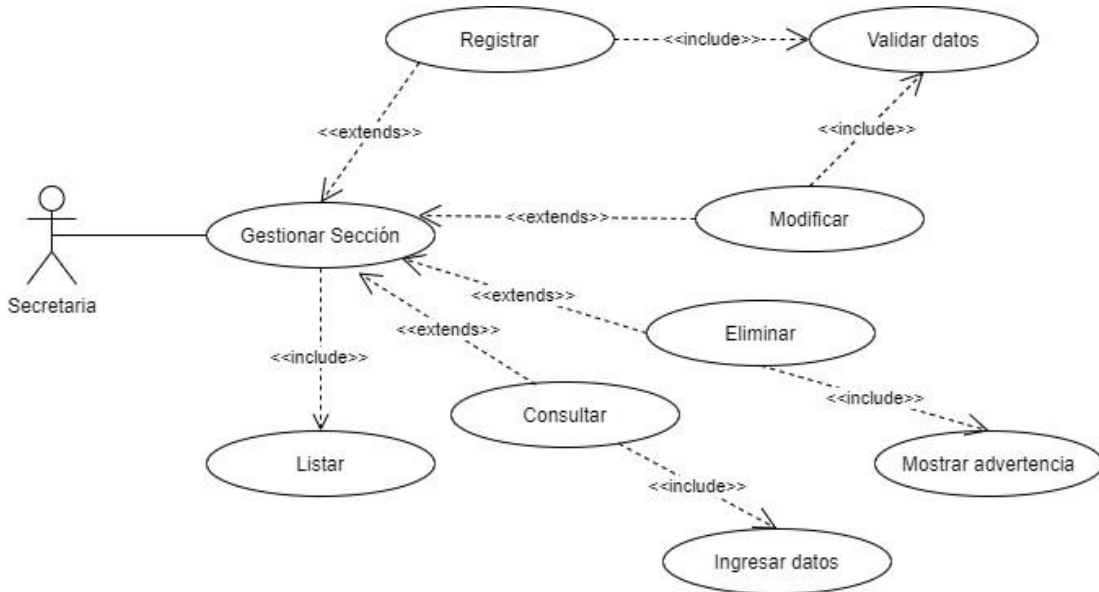 Registrar
<<include>>
Validar datos
<<extends>>
<<include>>
Secretaria
Gestionar Sección
<<extends>>
Modificar
<<extends>>
Eliminar
<<extends>>
<<include>>
<<include>>
Listar
Consultar
<<include>>
Mostrar advertencia
Ingresar datos